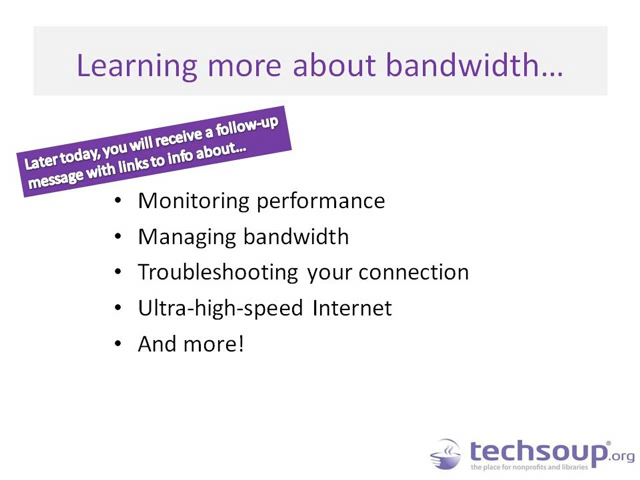 Learning more about bandwidth…
Later today, you will receive a follow-up
message with links to info about…
• Monitoring performance
• Managing bandwidth
• Troubleshooting your connection
• Ultra-high-speed Internet
• And more!
techsoup®.org
the place for nonprofits and libraries